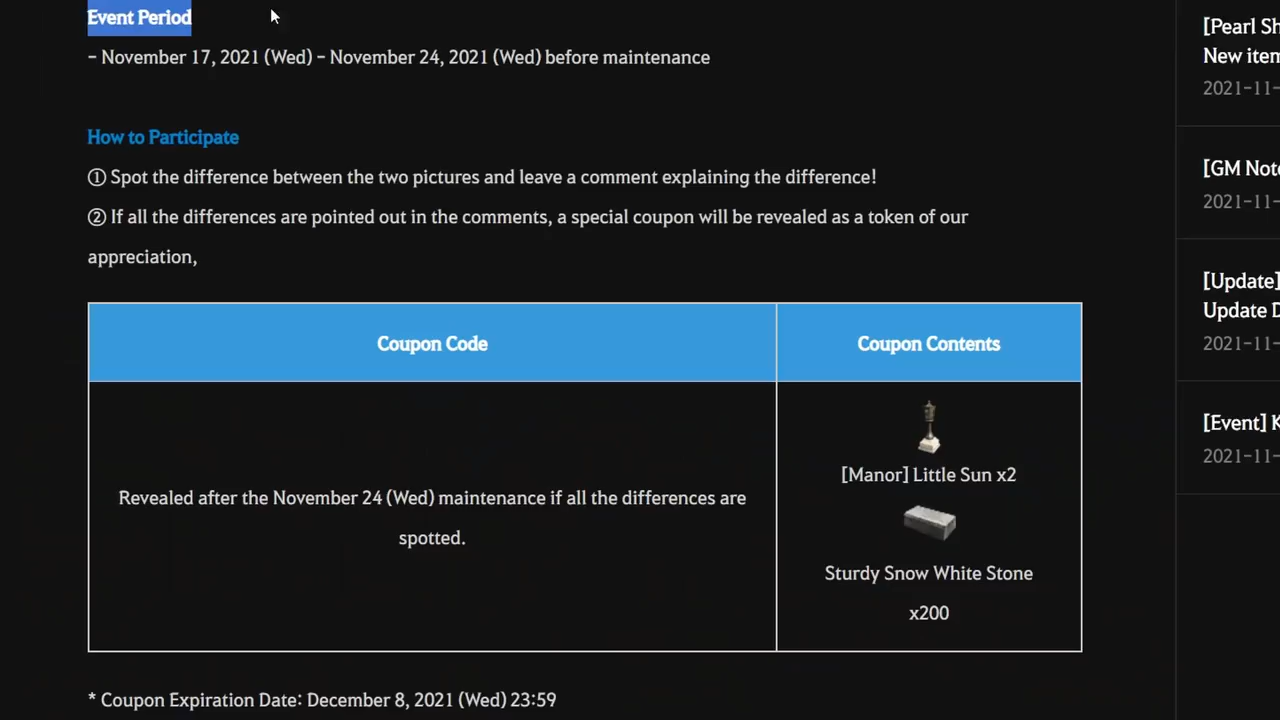 Event Period
- November 17, 2021 (Wed) - November 24, 2021 (Wed) before maintenance
How to Participate
① Spot the difference between the two pictures and leave a comment explaining the difference!
② If all the differences are pointed out in the comments, a special coupon will be revealed as a token of our
appreciation,
Coupon Code
Coupon Contents
Revealed after the November 24 (Wed) maintenance if all the differences are
spotted.
[Manor] Little Sun x2
Sturdy Snow White Stone
x200
* Coupon Expiration Date: December 8, 2021 (Wed) 23:59
[Pearl Sh
New item
2021-11-
[GM Note
2021-11-
[Update]
Update D
2021-11-
[Event] K
2021-11-